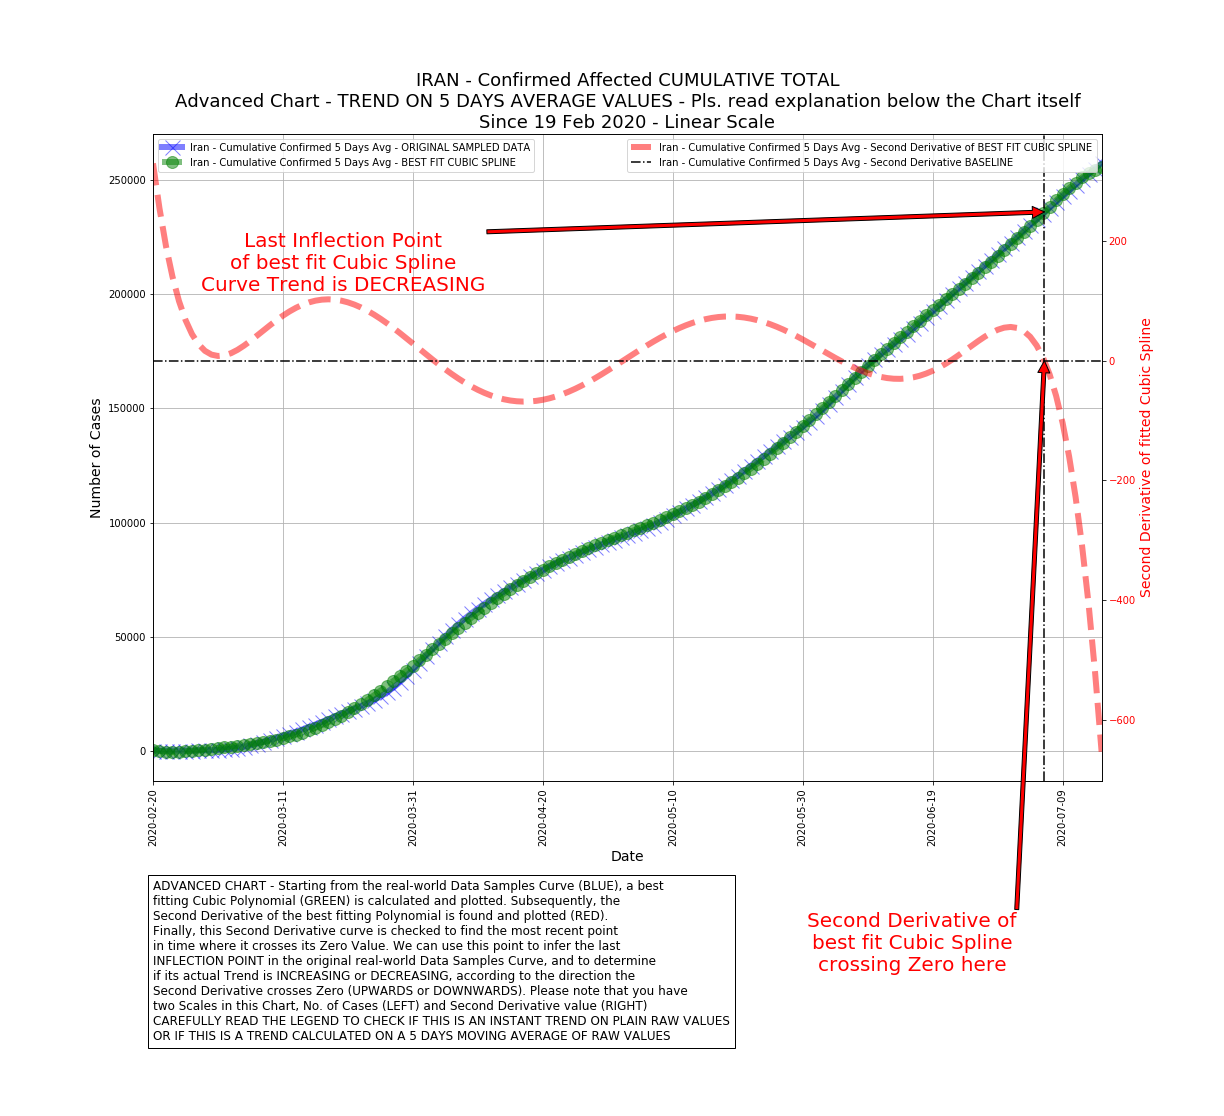 IRAN - Confirmed Affected CUMULATIVE TOTAL
Advanced Chart - TREND ON 5 DAYS AVERAGE VALUES - Pls. read explanation below the Chart itself
Since 19 Feb 2020 - Linear Scale
Iran - Cumulative Confirmed 5 Days Avg - ORIGINAL SAMPLED DATA
Iran - Cumulative Confirmed 5 Days Avg - BEST FIT CUBIC SPLINE
Iran - Cumulative Confirmed 5 Days Avg - Second Derivative of BEST FIT CUBIC SPLINE
Iran - Cumulative Confirmed 5 Days Avg - Second Derivative BASELINE
Last Inflection Point
of best fit Cubic Spline
Curve Trend is DECREASING
Number of Cases
250000
200000
150000
100000
50000
0
200
0
−200
−400
−600
Second Derivative of fitted Cubic Spline
2020-02-20
2020-03-11
2020-03-31
2020-04-20
2020-05-10
2020-05-30
2020-06-19
2020-07-09
Date
ADVANCED CHART - Starting from the real-world Data Samples Curve (BLUE), a best
fitting Cubic Polynomial (GREEN) is calculated and plotted. Subsequently, the
Second Derivative of the best fitting Polynomial is found and plotted (RED).
Finally, this Second Derivative curve is checked to find the most recent point
in time where it crosses its Zero Value. We can use this point to infer the last
INFLECTION POINT in the original real-world Data Samples Curve, and to determine
if its actual Trend is INCREASING or DECREASING, according to the direction the
Second Derivative crosses Zero (UPWARDS or DOWNWARDS). Please note that you have
two Scales in this Chart, No. of Cases (LEFT) and Second Derivative value (RIGHT)
CAREFULLY READ THE LEGEND TO CHECK IF THIS IS AN INSTANT TREND ON PLAIN RAW VALUES
OR IF THIS IS A TREND CALCULATED ON A 5 DAYS MOVING AVERAGE OF RAW VALUES
Second Derivative of
best fit Cubic Spline
crossing Zero here